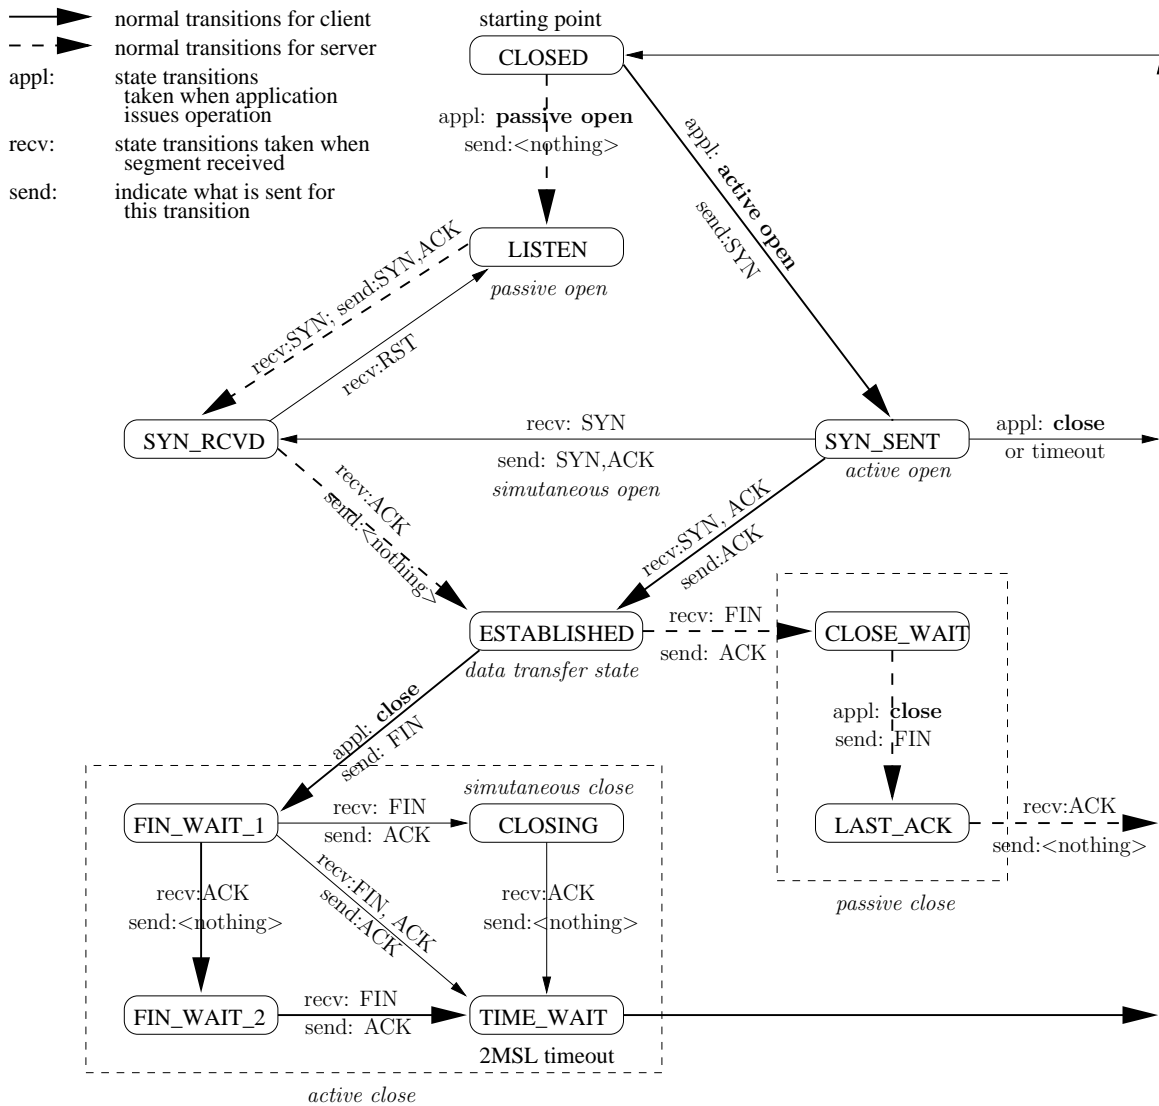 starting point
normal transitions for client
normal transitions for server
CLOSED
appl: state transitions
taken when application
issues operation
recv: state transitions taken when
segment received
send: indicate what is sent for
this transition
appl: passive open
send:<nothing>
appl: active open
send:SYN
LISTEN
passive open
recv:SYN; send:SYN,ACK
recv:RST
SYN_RCVD
recv: SYN
send: SYN,ACK
simutaneous open
SYN_SENT
active open
appl: close
or timeout
recv:ACK
send:<nothing>
recv:SYN, ACK
send:ACK
ESTABLISHED
data transfer state
recv: FIN
send: ACK
CLOSE_WAIT
appl: close
send: FIN
LAST_ACK
recv:ACK
send:<nothing>
passive close
appl: close
send: FIN
simutaneous close
FIN_WAIT_1
recv: FIN
send: ACK
CLOSING
recv:ACK
send:<nothing>
recv:FIN, ACK
send:ACK
recv:ACK
send:<nothing>
FIN_WAIT_2
recv: FIN
send: ACK
TIME_WAIT
2MSL timeout
active close